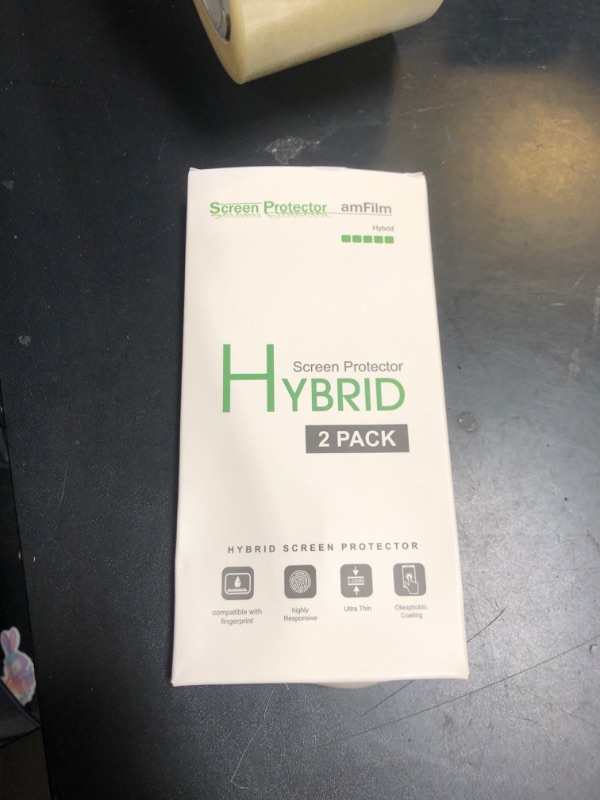 Screen Protector amFilm
Hybrid
Screen Protector
HYBRID
2 PACK
HYBRID SCREEN PROTECTOR
compatible with
fingerprint
highly
Responsive
Ultra Thin
Oleophobic
Coating